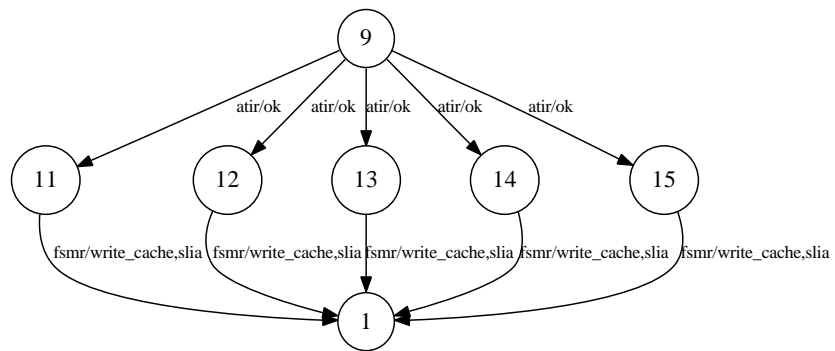 9
atir/ok atir/ok atir/ok atir/ok atir/ok
11 12 13 14 15
fsmr/write_cache,slia fsmr/write_cache,slia fsmr/write_cache,slia fsmr/write_cache,slia fsmr/write_cache,slia
1